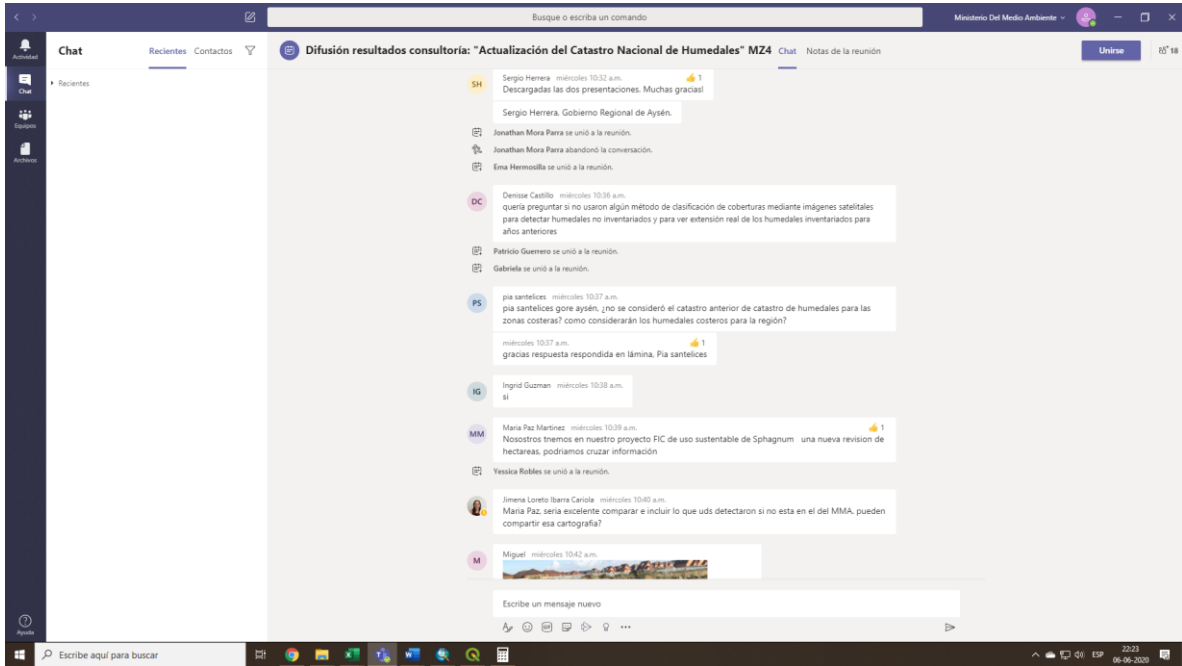 Busque o escriba un comando
Ministerio Del Medio Ambiente
Actividad
Chat
Equipos
Archivos
Ayuda
Chat
Recientes Contactos
Recientes
Difusión resultados consultoría: "Actualización del Catastro Nacional de Humedales" MZ4 Chat Notas de la reunión
Unirse
18
SH
Sergio Herrera miércoles 10:32 a.m. 1
Descargadas las dos presentaciones. Muchas gracias!
Sergio Herrera, Gobierno Regional de Aysén.
Jonathan Mora Parra se unió a la reunión.
Jonathan Mora Parra abandonó la conversación.
Ema Hermosilla se unió a la reunión.
DC
Denisse Castillo miércoles 10:36 a.m.
quería preguntar si no usaron algún método de clasificación de coberturas mediante imágenes satelitales
para detectar humedales no inventariados y para ver extensión real de los humedales inventariados para
años anteriores
Patricio Guerrero se unió a la reunión.
Gabriela se unió a la reunión.
PS
pia santelices miércoles 10:37 a.m.
pia santelices gore aysén, ¿no se consideró el catastro anterior de catastro de humedales para las
zonas costeras? como considerarán los humedales costeros para la región?
miércoles 10:37 a.m. 1
gracias respuesta respondida en lámina, Pia santelices
IG
Ingrid Guzman miércoles 10:38 a.m.
si
MM
Maria Paz Martinez miércoles 10:39 a.m. 1
Nosostros tnemos en nuestro proyecto FIC de uso sustentable de Sphagnum una nueva revision de
hectareas, podriamos cruzar información
Yessica Robles se unió a la reunión.
Jimena Loreto Ibarra Cariola miércoles 10:40 a.m.
Maria Paz, seria excelente comparar e incluir lo que uds detectaron si no esta en el del MMA, pueden
compartir esa cartografia?
M
Miguel miércoles 10:42 a.m.
Escribe un mensaje nuevo
GIF
Escribe aquí para buscar
ESP
22:23
06-06-2020